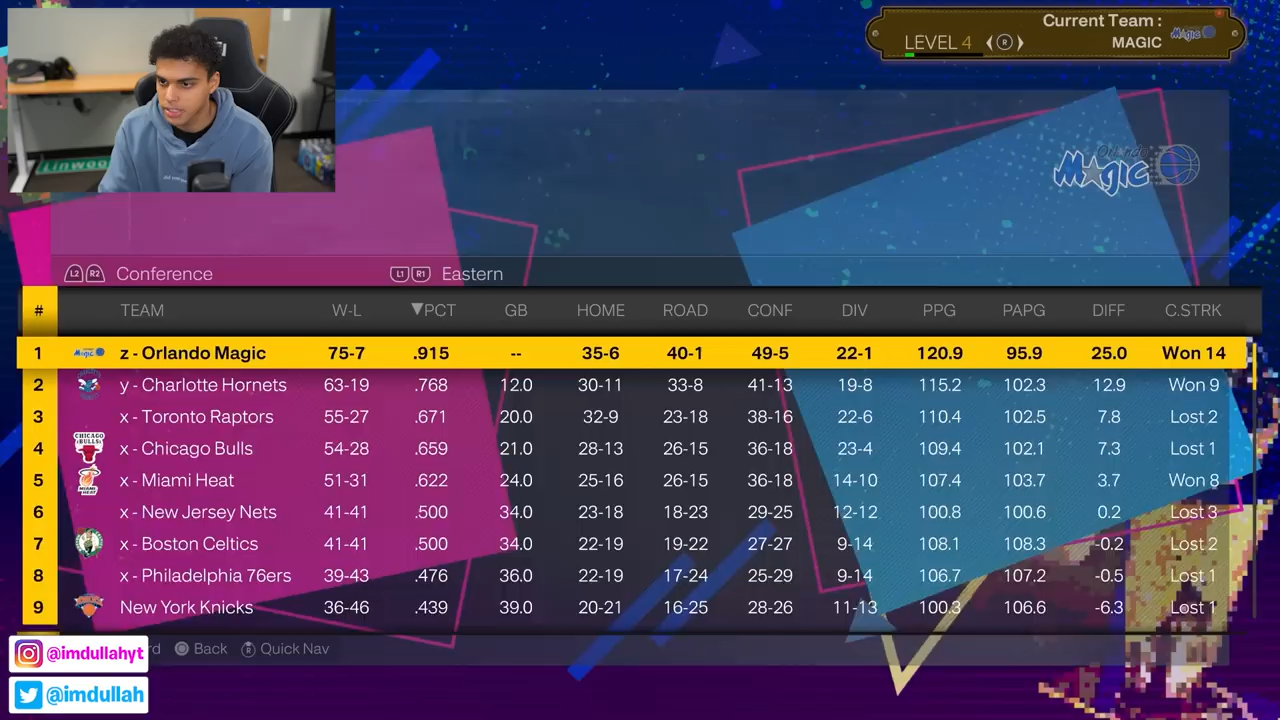 Current Team :
LEVEL 4 R MAGIC
Linwoo
Orlando
MAGIC
L2 R2 Conference L1 R1 Eastern
# TEAM W-L ▼PCT GB HOME ROAD CONF DIV PPG PAPG DIFF C.STRK
1 z - Orlando Magic 75-7 .915 -- 35-6 40-1 49-5 22-1 120.9 95.9 25.0 Won 14
2 y - Charlotte Hornets 63-19 .768 12.0 30-11 33-8 41-13 19-8 115.2 102.3 12.9 Won 9
3 x - Toronto Raptors 55-27 .671 20.0 32-9 23-18 38-16 22-6 110.4 102.5 7.8 Lost 2
4 CHICAGO BULLS x - Chicago Bulls 54-28 .659 21.0 28-13 26-15 36-18 23-4 109.4 102.1 7.3 Lost 1
5 x - Miami Heat 51-31 .622 24.0 25-16 26-15 36-18 14-10 107.4 103.7 3.7 Won 8
6 x - New Jersey Nets 41-41 .500 34.0 23-18 18-23 29-25 12-12 100.8 100.6 0.2 Lost 3
7 x - Boston Celtics 41-41 .500 34.0 22-19 19-22 27-27 9-14 108.1 108.3 -0.2 Lost 2
8 x - Philadelphia 76ers 39-43 .476 36.0 22-19 17-24 25-29 9-14 106.7 107.2 -0.5 Lost 1
9 New York Knicks 36-46 .439 39.0 20-21 16-25 28-26 11-13 100.3 106.6 -6.3 Lost 1
rd Back R Quick Nav
@imdullahyt
@imdullah